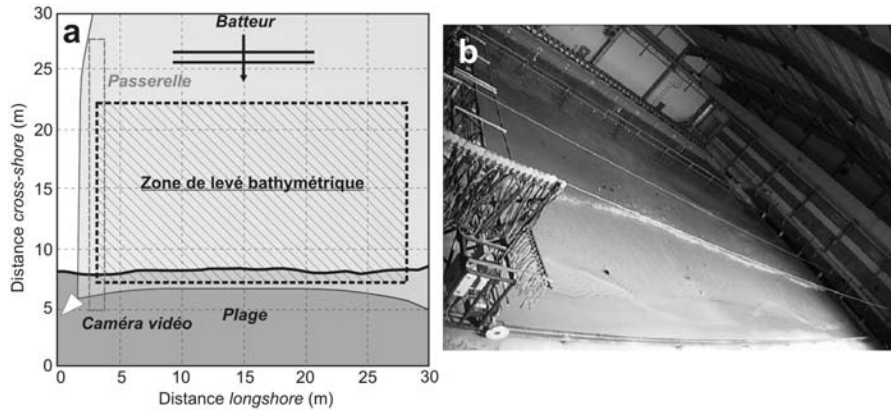 a
b
30
25
20
15
10
5
0
Distance cross-shore (m)
Batteur
Passerelle
Zone de levé bathymétrique
Caméra vidéo
Plage
0
5
10
15
20
25
30
Distance longshore (m)